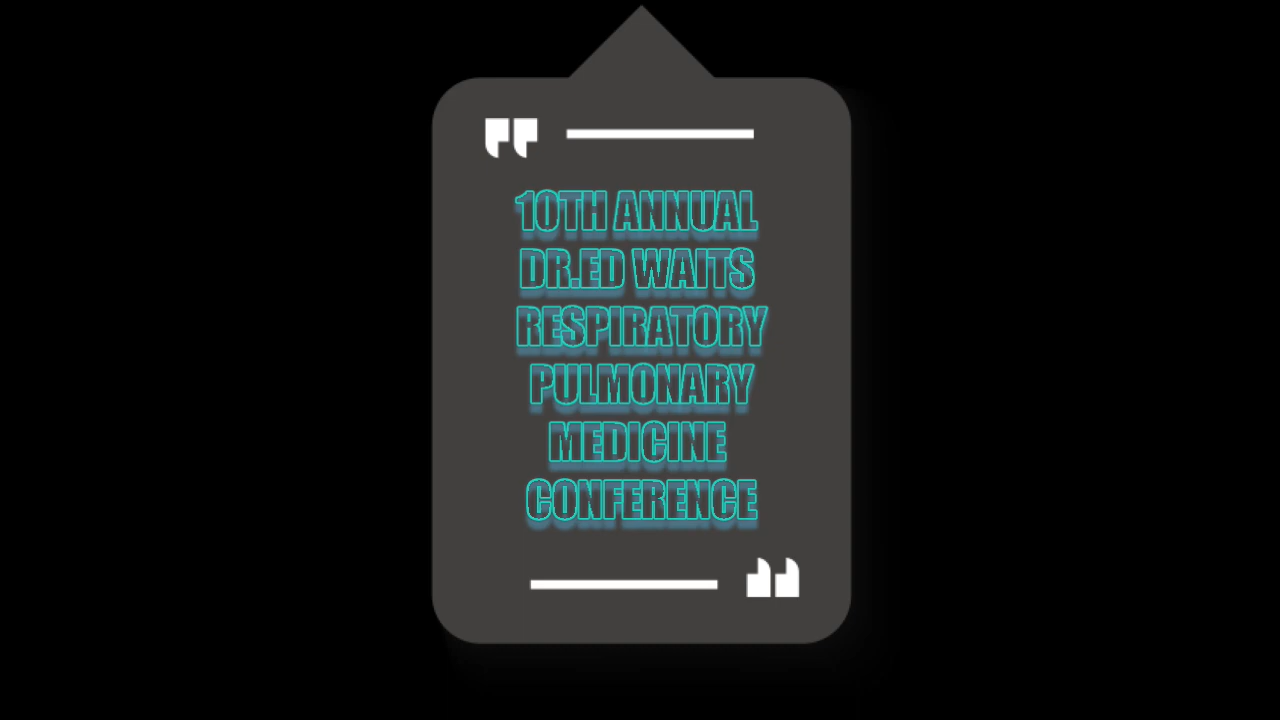 10TH ANNUAL
DR.ED WAITS
RESPIRATORY
PULMONARY
MEDICINE
CONFERENCE